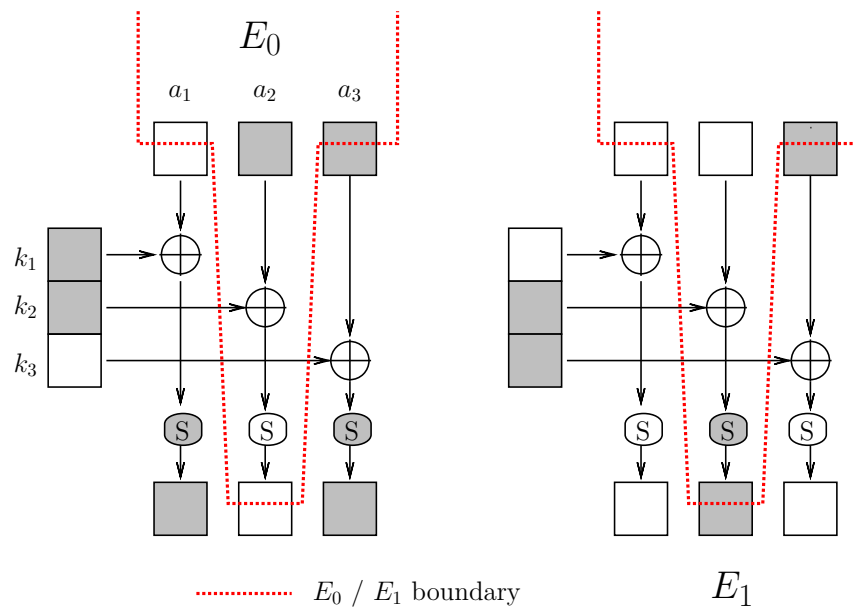 E₀
a₁ a₂ a₃
k₁
k₂
k₃
S S S S S S
E₀ / E₁ boundary
E₁